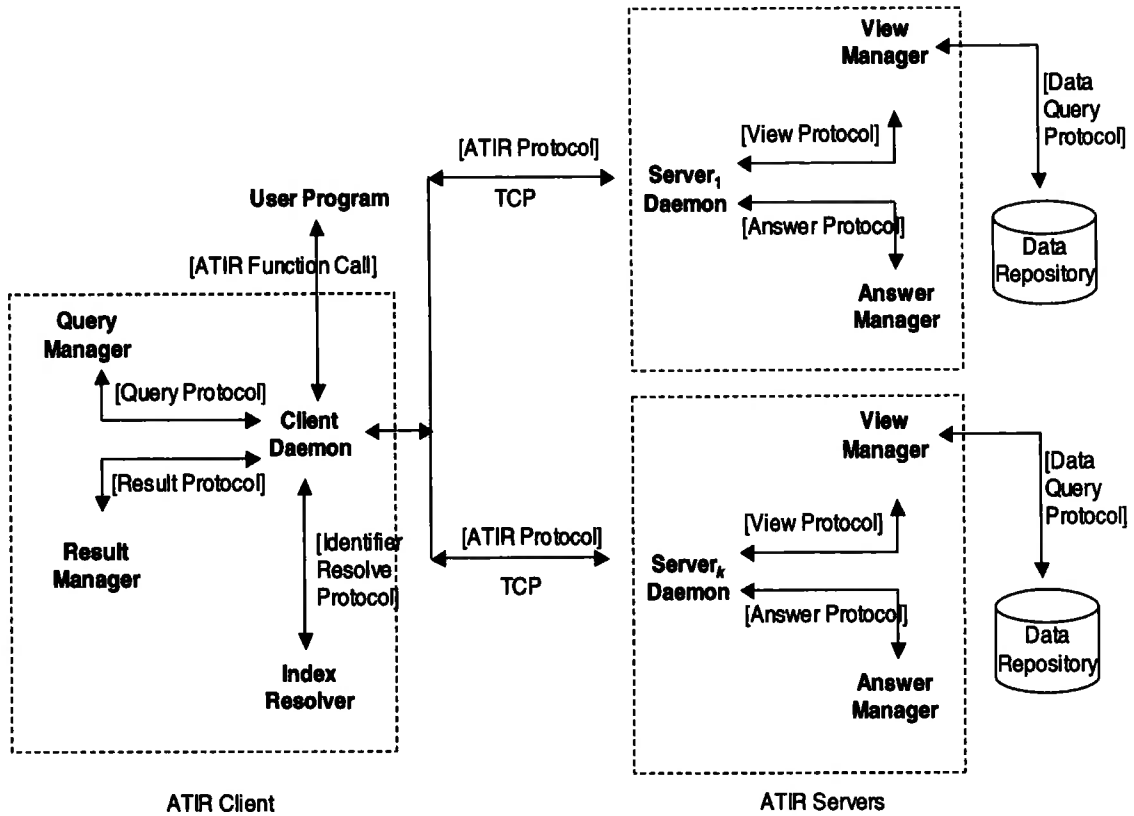 User Program
[ATIR Function Call]
Query
Manager
[Query Protocol]
Client
Daemon
[Result Protocol]
Result
Manager
[Identifier
Resolve
Protocol]
Index
Resolver
ATIR Client
[ATIR Protocol]
TCP
[ATIR Protocol]
TCP
View
Manager
[View Protocol]
Server₁
Daemon
[Answer Protocol]
Answer
Manager
[Data
Query
Protocol]
Data
Repository
View
Manager
[View Protocol]
Serverₖ
Daemon
[Answer Protocol]
Answer
Manager
[Data
Query
Protocol]
Data
Repository
ATIR Servers